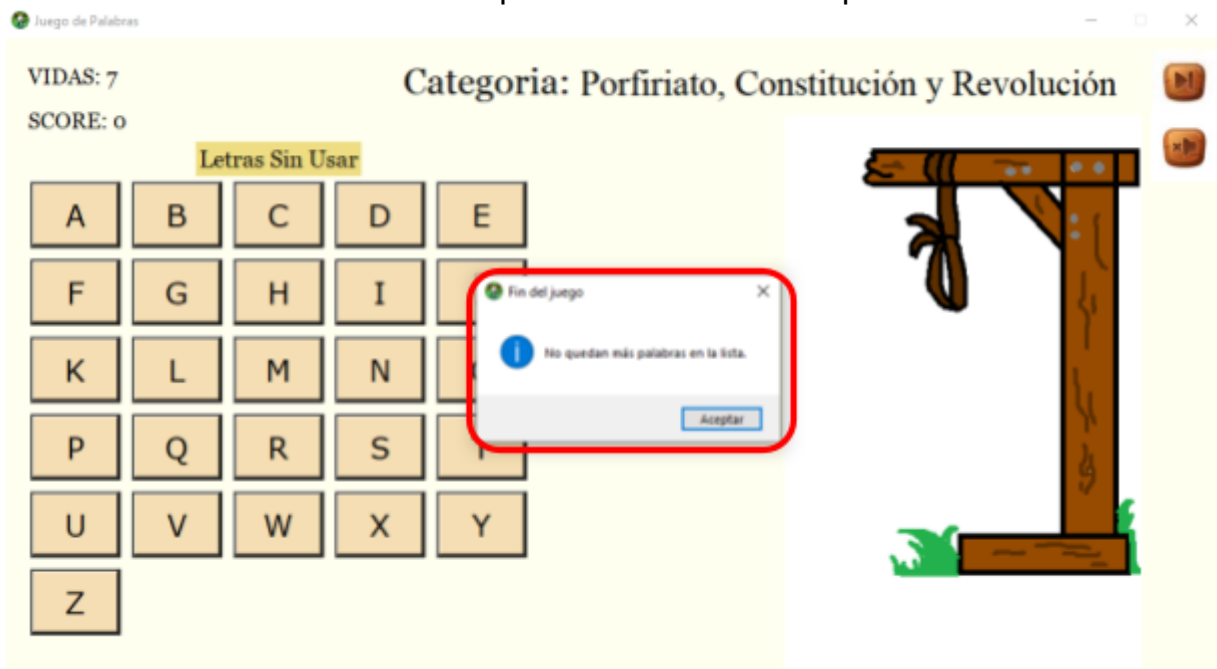 Juego de Palabras
VIDAS: 7
Categoria: Porfiriato, Constitución y Revolución
SCORE: 0
Letras Sin Usar
A B C D E
F G H I
K L M N
P Q R S
U V W X Y
Z
Fin del juego
No quedan más palabras en la lista.
Aceptar